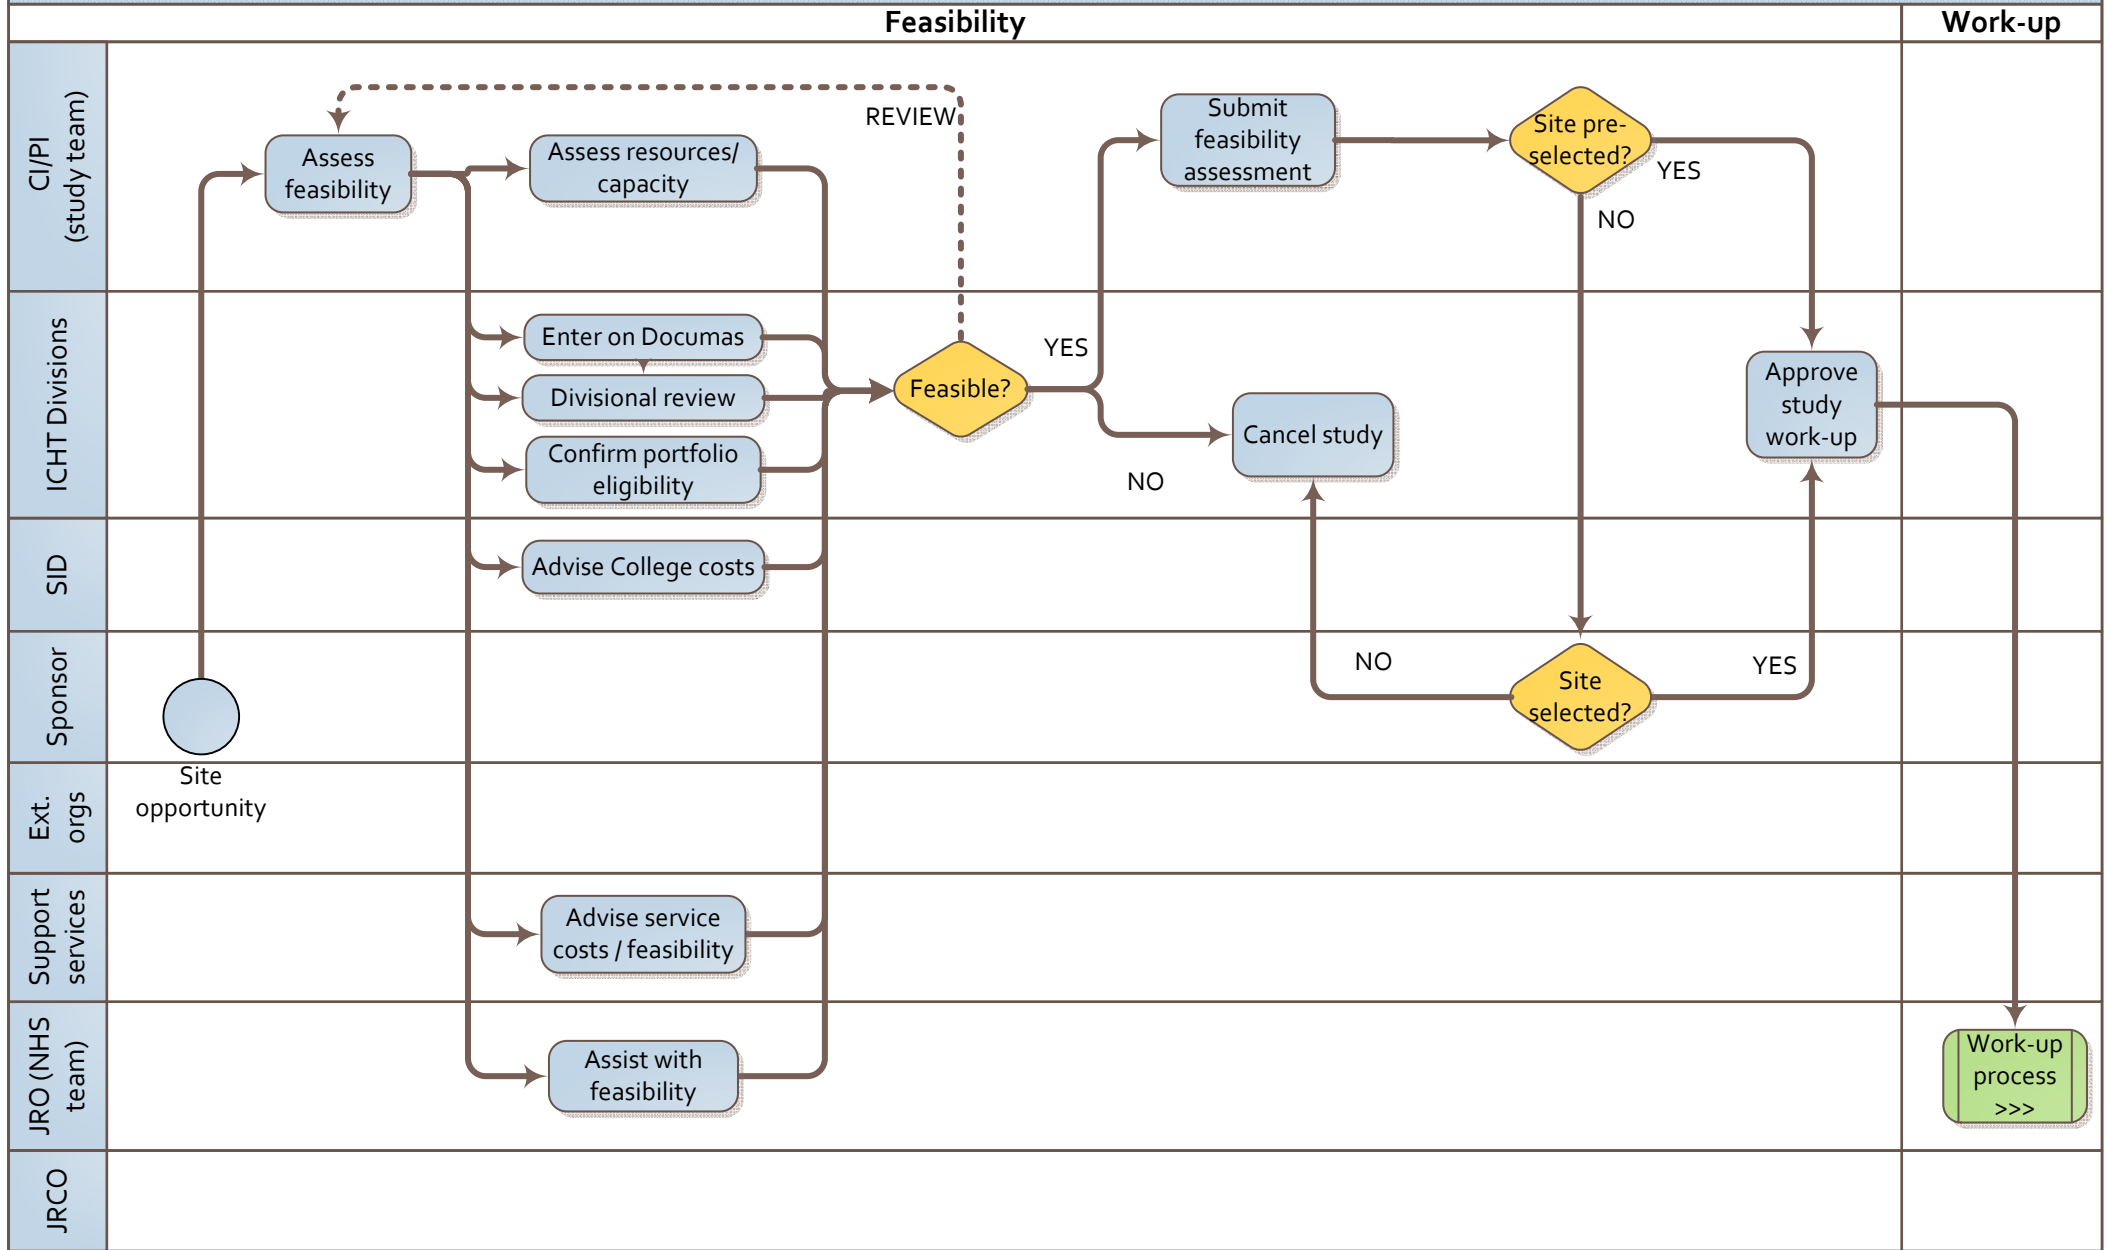 Feasibility
Work-up
CI/PI
(study team)
Assess
feasibility
Assess resources/
capacity
REVIEW
Submit
feasibility
assessment
Site pre-
selected?
YES
NO
ICHT Divisions
Enter on Documas
Divisional review
Confirm portfolio
eligibility
Feasible?
YES
NO
Cancel study
Approve
study
work-up
SID
Advise College costs
Sponsor
Site
opportunity
NO
Site
selected?
YES
Ext.
orgs
Support
services
Advise service
costs / feasibility
JRO (NHS
team)
Assist with
feasibility
Work-up
process
>>>
JRCO